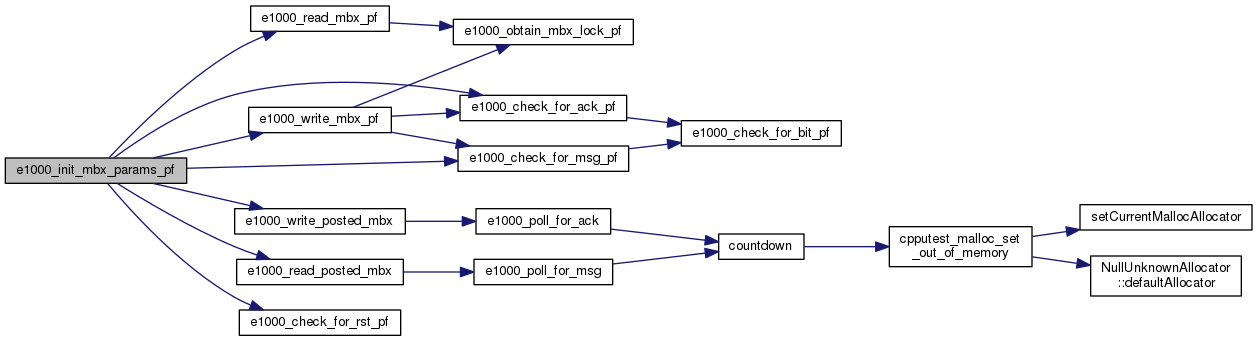 e1000_read_mbx_pf
e1000_obtain_mbx_lock_pf
e1000_check_for_ack_pf
e1000_write_mbx_pf
e1000_check_for_bit_pf
e1000_check_for_msg_pf
e1000_init_mbx_params_pf
e1000_write_posted_mbx
e1000_poll_for_ack
setCurrentMallocAllocator
countdown
cpputest_malloc_set
_out_of_memory
e1000_read_posted_mbx
e1000_poll_for_msg
NullUnknownAllocator
::defaultAllocator
e1000_check_for_rst_pf